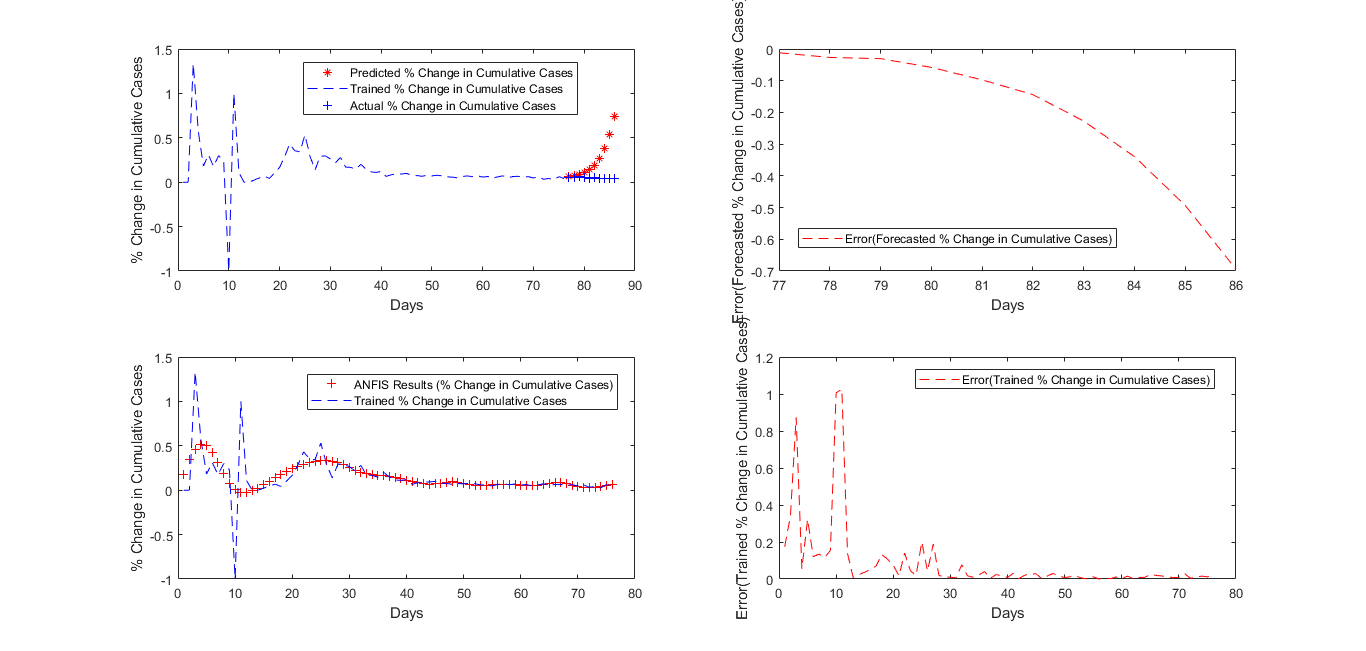 1.5
1
0.5
0
-0.5
-1
% Change in Cumulative Cases
Predicted % Change in Cumulative Cases
Trained % Change in Cumulative Cases
Actual % Change in Cumulative Cases
0 10 20 30 40 50 60 70 80 90
Days
0
-0.1
-0.2
-0.3
-0.4
-0.5
-0.6
-0.7
Error(Forecasted % Change in Cumulative Cases)
Error(Forecasted % Change in Cumulative Cases)
77 78 79 80 81 82 83 84 85 86
Days
1.5
1
0.5
0
-0.5
-1
% Change in Cumulative Cases
ANFIS Results (% Change in Cumulative Cases)
Trained % Change in Cumulative Cases
0 10 20 30 40 50 60 70 80
Days
1.2
1
0.8
0.6
0.4
0.2
0
Error(Trained % Change in Cumulative Cases)
Error(Trained % Change in Cumulative Cases)
0 10 20 30 40 50 60 70 80
Days